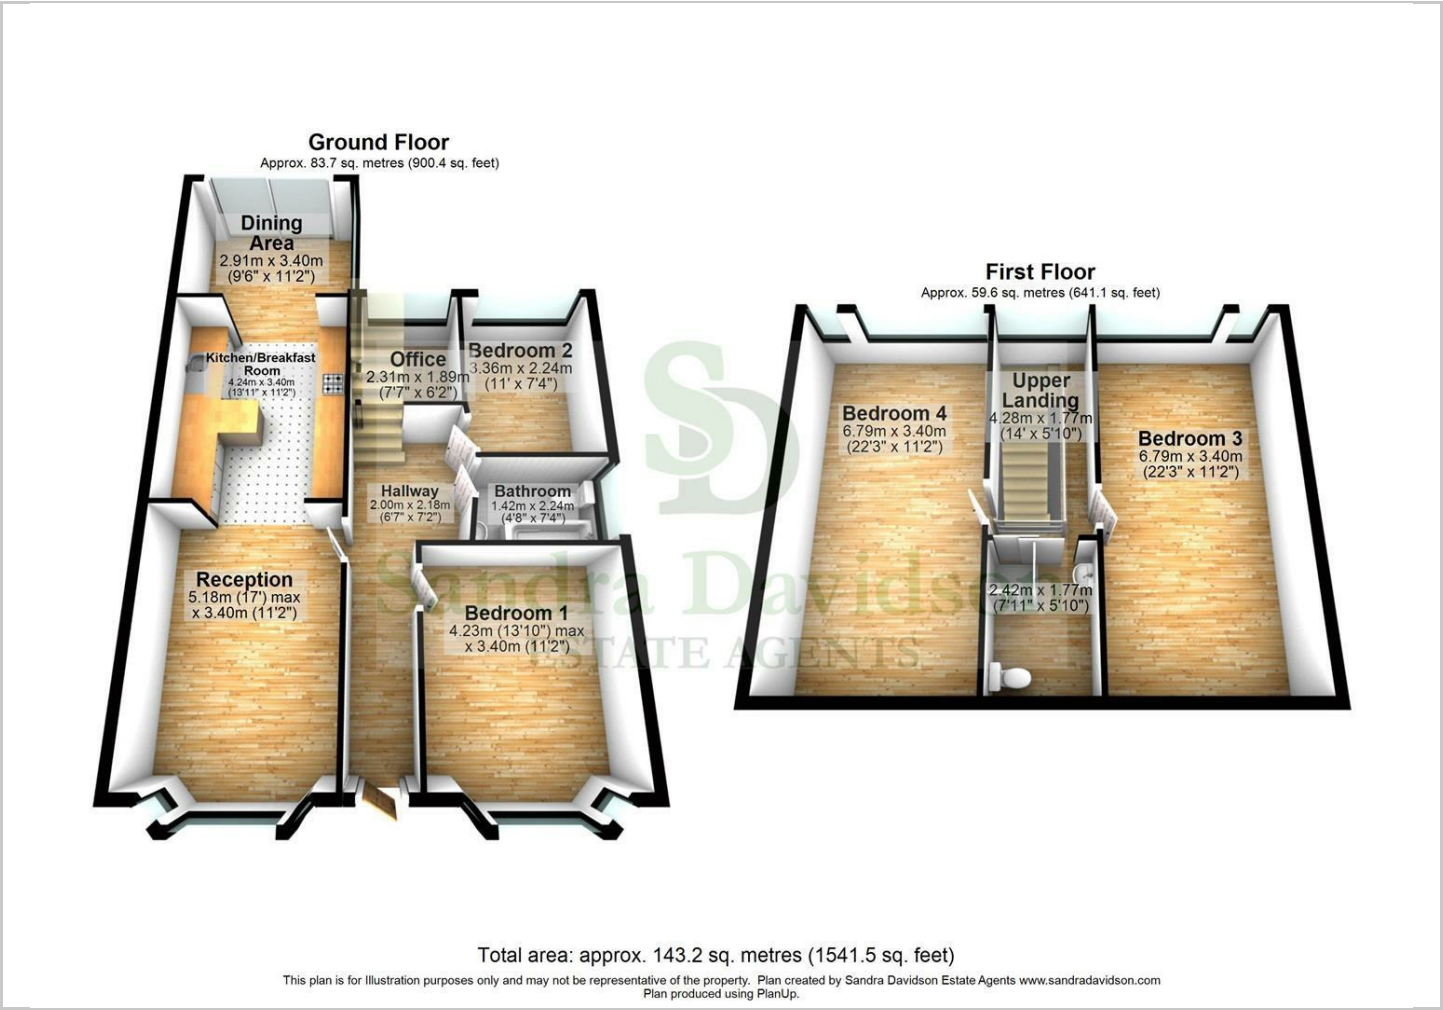 Ground Floor
Approx. 83.7 sq. metres (900.4 sq. feet)
Dining
Area
2.91m x 3.40m
(9'6" x 11'2")
Kitchen/Breakfast
Room
4.24m x 3.40m
(13'11" x 11'2")
Office
2.31m x 1.89m
(7'7" x 6'2")
Bedroom 2
3.36m x 2.24m
(11' x 7'4")
Hallway
2.00m x 2.18m
(6'7" x 7'2")
Bathroom
1.42m x 2.24m
(4'8" x 7'4")
Reception
5.18m (17') max
x 3.40m (11'2")
Bedroom 1
4.23m (13'10") max
x 3.40m (11'2")
First Floor
Approx. 59.6 sq. metres (641.1 sq. feet)
Bedroom 4
6.79m x 3.40m
(22'3" x 11'2")
Upper
Landing
4.28m x 1.77m
(14' x 5'10")
Bedroom 3
6.79m x 3.40m
(22'3" x 11'2")
2.42m x 1.77m
(7'11" x 5'10")
SD
Sandra Davidson
ESTATE AGENTS
Total area: approx. 143.2 sq. metres (1541.5 sq. feet)
This plan is for Illustration purposes only and may not be representative of the property. Plan created by Sandra Davidson Estate Agents www.sandradavidson.com
Plan produced using PlanUp.